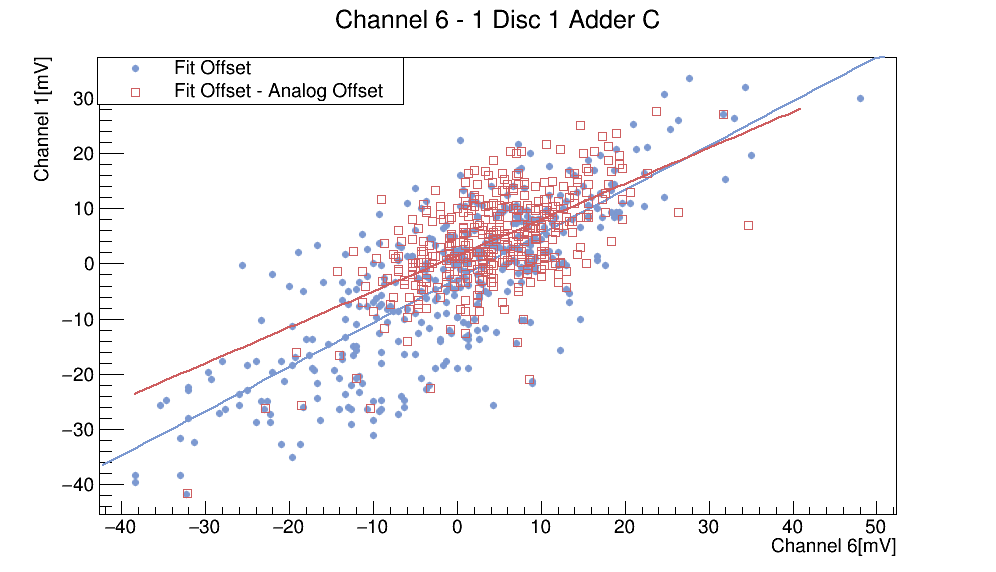 Channel 6 - 1 Disc 1 Adder C
Channel 1[mV]
Fit Offset
Fit Offset - Analog Offset
30
20
10
0
−10
−20
−30
−40
−40 −30 −20 −10 0 10 20 30 40 50
Channel 6[mV]